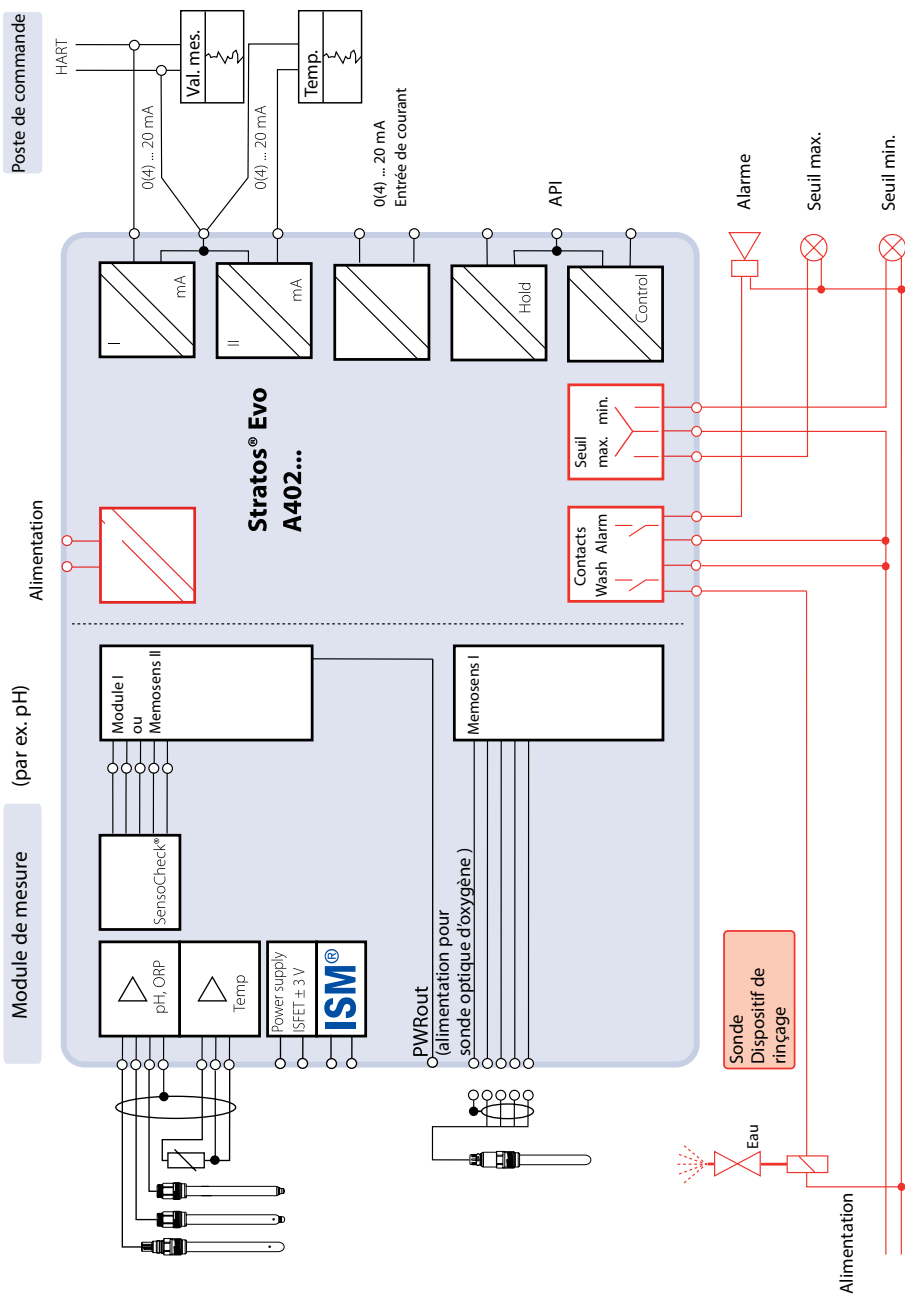 Module de mesure
(par ex. pH)
Alimentation
Poste de commande
HART
Val. mes.
Temp.
0(4) ... 20 mA
0(4) ... 20 mA
0(4) ... 20 mA
Entrée de courant
API
I
mA
II
mA
Hold
Control
Stratos® Evo
A402...
pH, ORP
Temp
SensoCheck®
Module I
ou
Memosens II
Power supply
ISFET ± 3 V
ISM®
PWRout
(alimentation pour
sonde optique d'oxygène )
Memosens I
Contacts
Wash Alarm
Seuil
max. min.
Alarme
Seuil max.
Seuil min.
Sonde
Dispositif de
rinçage
Eau
Alimentation